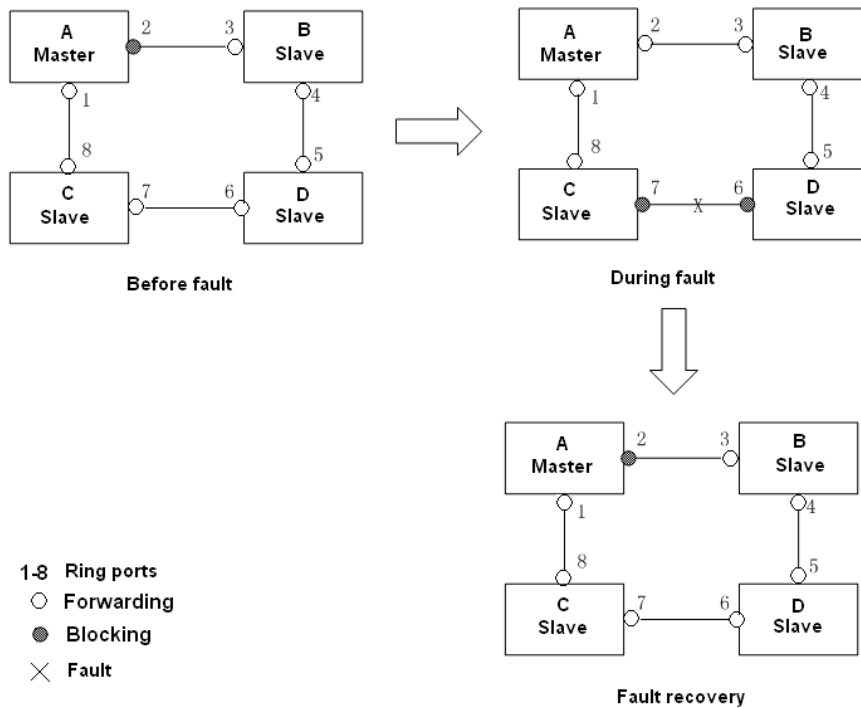 A
Master
2
3
B
Slave
1
4
8
5
C
Slave
7
6
D
Slave
Before fault
A
Master
2
3
B
Slave
1
4
8
5
C
Slave
7
X
6
D
Slave
During fault
A
Master
2
3
B
Slave
1
4
8
5
C
Slave
7
6
D
Slave
Fault recovery
1-8 Ring ports
Forwarding
Blocking
Fault